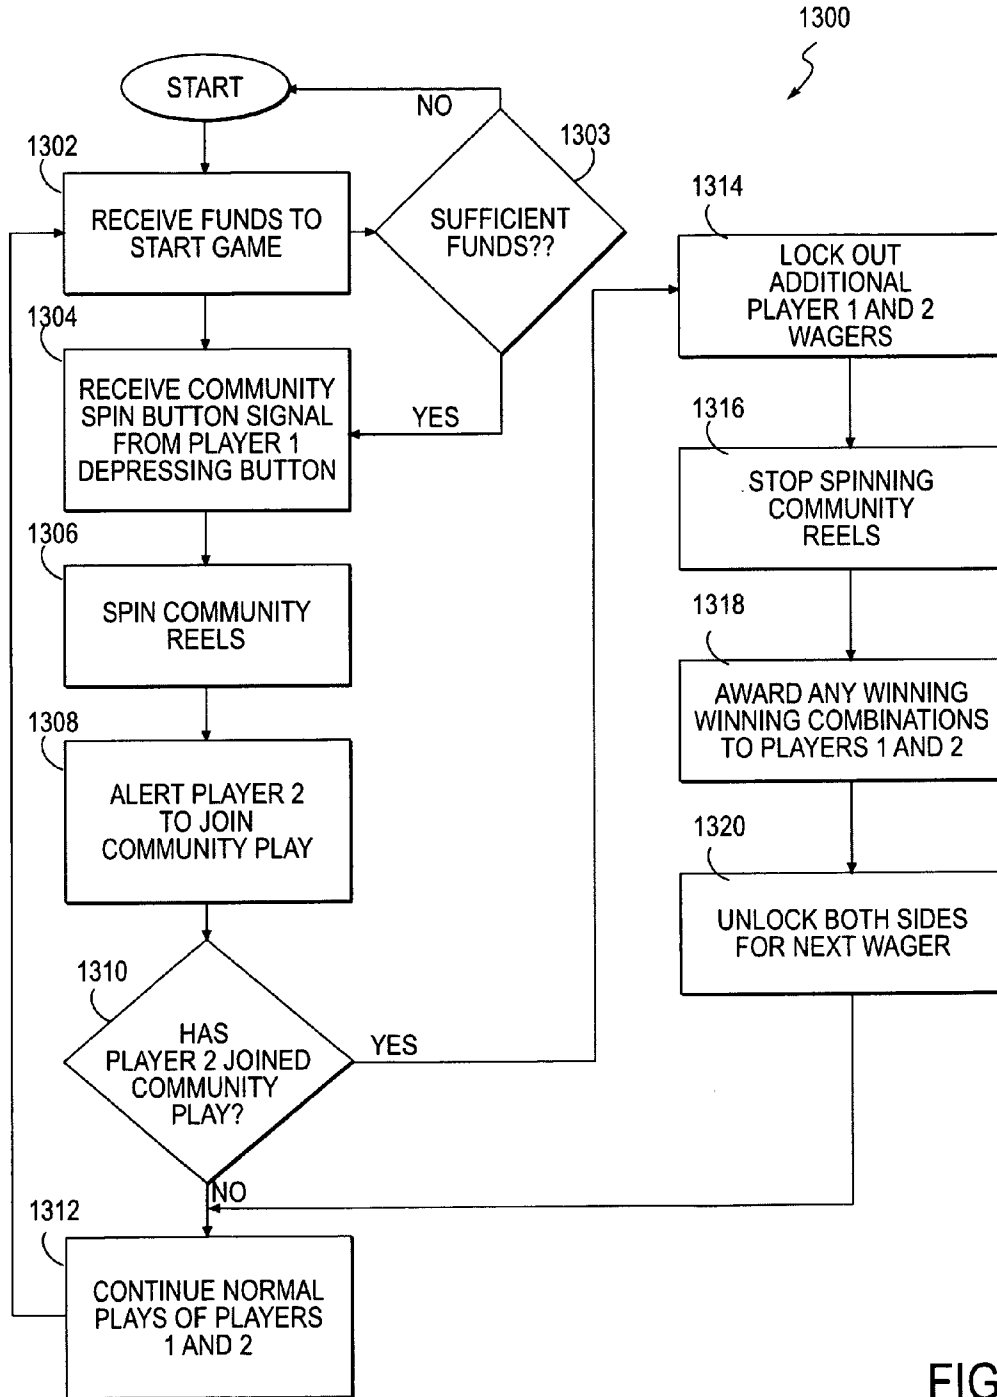 1300
START
NO
1302
RECEIVE FUNDS TO
START GAME
1303
SUFFICIENT
FUNDS??
1304
RECEIVE COMMUNITY
SPIN BUTTON SIGNAL
FROM PLAYER 1
DEPRESSING BUTTON
YES
1306
SPIN COMMUNITY
REELS
1308
ALERT PLAYER 2
TO JOIN
COMMUNITY PLAY
1310
HAS
PLAYER 2 JOINED
COMMUNITY
PLAY?
YES
NO
1312
CONTINUE NORMAL
PLAYS OF PLAYERS
1 AND 2
1314
LOCK OUT
ADDITIONAL
PLAYER 1 AND 2
WAGERS
1316
STOP SPINNING
COMMUNITY
REELS
1318
AWARD ANY WINNING
WINNING COMBINATIONS
TO PLAYERS 1 AND 2
1320
UNLOCK BOTH SIDES
FOR NEXT WAGER
FIG